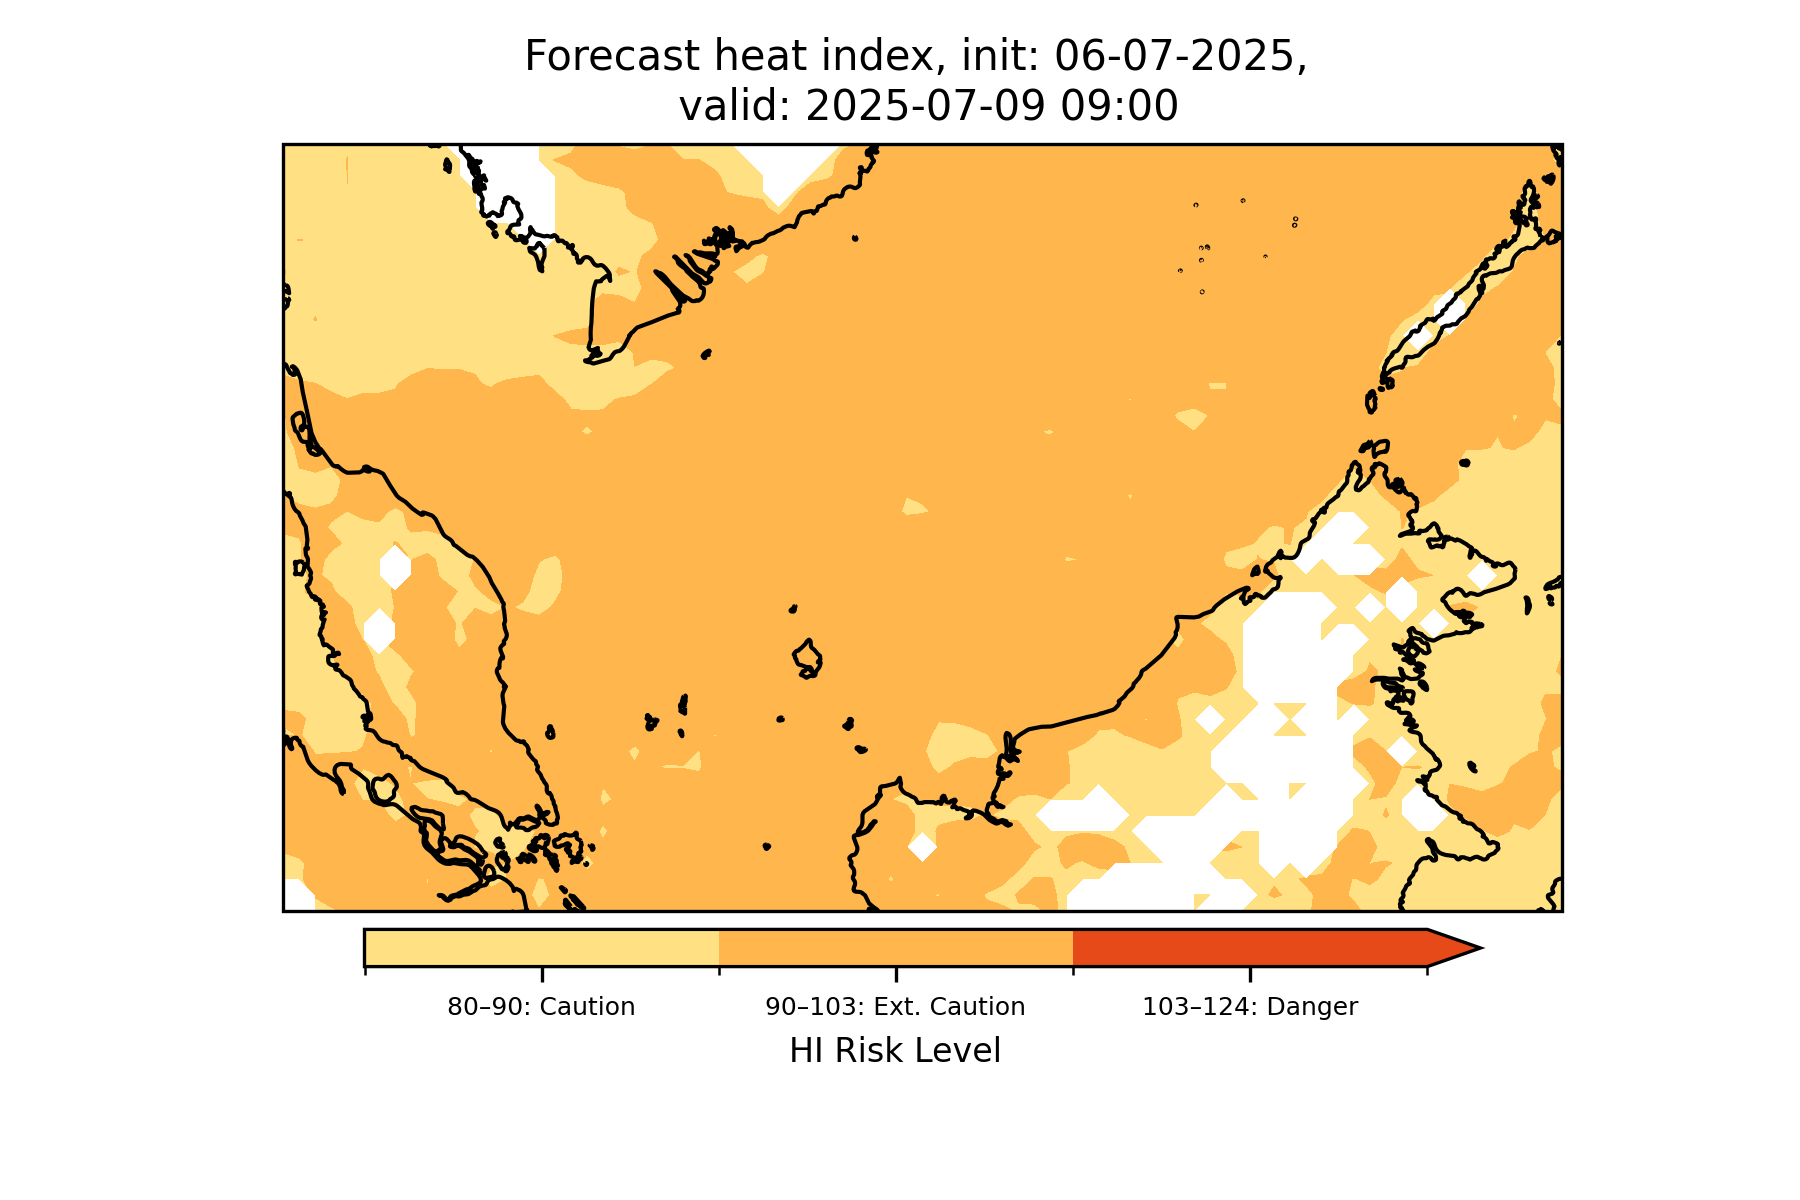 Forecast heat index, init: 06-07-2025,
valid: 2025-07-09 09:00
80–90: Caution
90–103: Ext. Caution
103–124: Danger
HI Risk Level